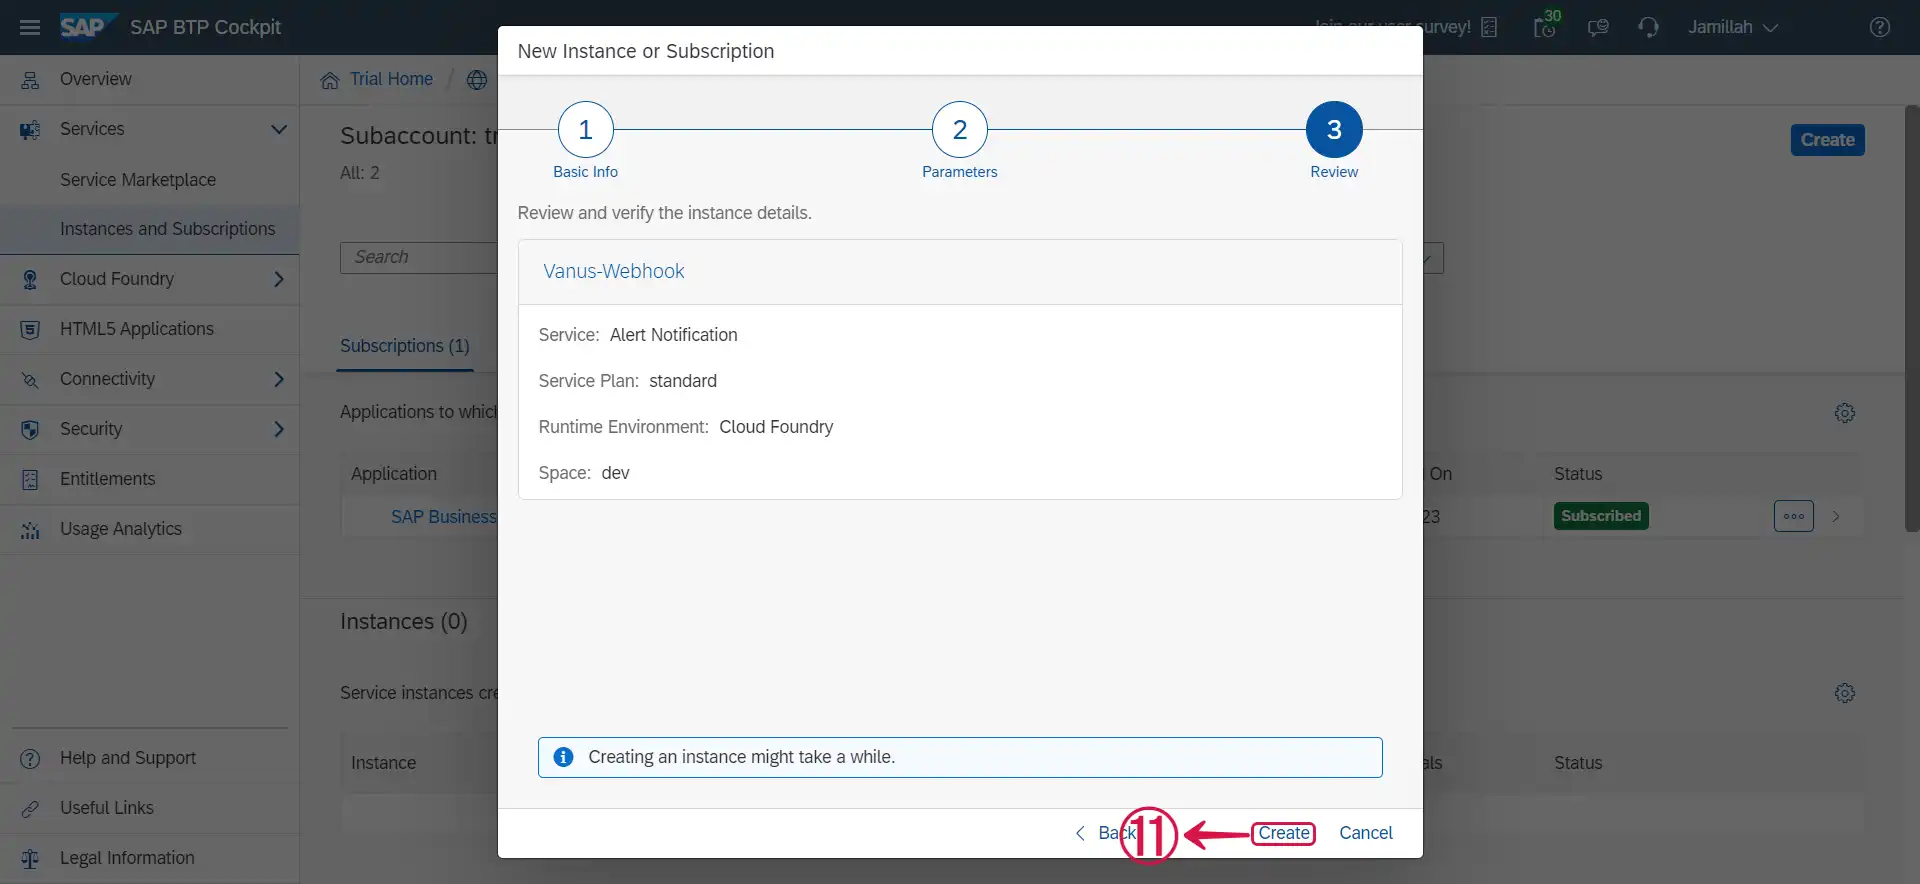 SAP
SAP BTP Cockpit
30
Jamillah
Overview
Services
Service Marketplace
Instances and Subscriptions
Cloud Foundry
HTML5 Applications
Connectivity
Security
Entitlements
Usage Analytics
Help and Support
Useful Links
Legal Information
Trial Home /
Subaccount: tr
All: 2
Create
Search
Subscriptions (1)
Applications to which
Application
On
Status
SAP Business
23
Subscribed
Instances (0)
Service instances cre
Instance
als
Status
New Instance or Subscription
1
2
3
Basic Info
Parameters
Review
Review and verify the instance details.
Vanus-Webhook
Service: Alert Notification
Service Plan: standard
Runtime Environment: Cloud Foundry
Space: dev
Creating an instance might take a while.
Back
11
Create
Cancel